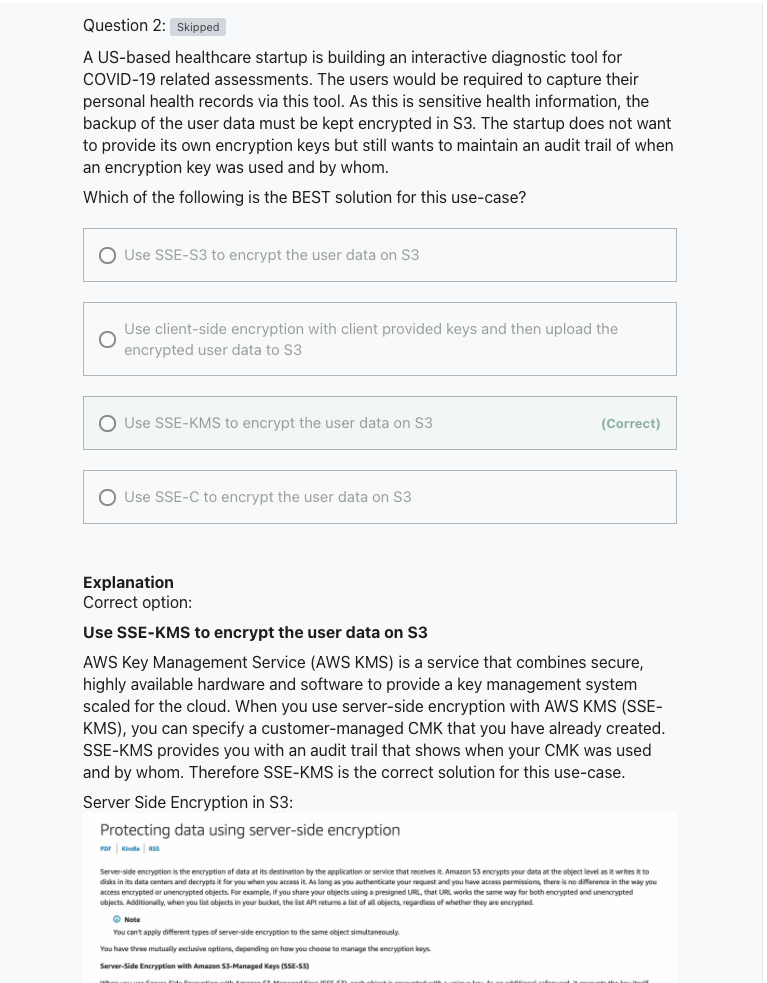 Question 2: Skipped
A US-based healthcare startup is building an interactive diagnostic tool for
COVID-19 related assessments. The users would be required to capture their
personal health records via this tool. As this is sensitive health information, the
backup of the user data must be kept encrypted in S3. The startup does not want
to provide its own encryption keys but still wants to maintain an audit trail of when
an encryption key was used and by whom.
Which of the following is the BEST solution for this use-case?
Use SSE-S3 to encrypt the user data on S3
Use client-side encryption with client provided keys and then upload the
encrypted user data to S3
Use SSE-KMS to encrypt the user data on S3 (Correct)
Use SSE-C to encrypt the user data on S3
Explanation
Correct option:
Use SSE-KMS to encrypt the user data on S3
AWS Key Management Service (AWS KMS) is a service that combines secure,
highly available hardware and software to provide a key management system
scaled for the cloud. When you use server-side encryption with AWS KMS (SSE-
KMS), you can specify a customer-managed CMK that you have already created.
SSE-KMS provides you with an audit trail that shows when your CMK was used
and by whom. Therefore SSE-KMS is the correct solution for this use-case.
Server Side Encryption in S3:
Protecting data using server-side encryption
PDF | Kindle | RSS
Server-side encryption is the encryption of data at its destination by the application or service that receives it. Amazon S3 encrypts your data at the object level as it writes it to
disks in its data centers and decrypts it for you when you access it. As long as you authenticate your request and you have access permissions, there is no difference in the way you
access encrypted or unencrypted objects. For example, if you share your objects using a presigned URL, that URL works the same way for both encrypted and unencrypted
objects. Additionally, when you list objects in your bucket, the list API returns a list of all objects, regardless of whether they are encrypted.
Note
You can't apply different types of server-side encryption to the same object simultaneously.
You have three mutually exclusive options, depending on how you choose to manage the encryption keys.
Server-Side Encryption with Amazon S3-Managed Keys (SSE-S3)